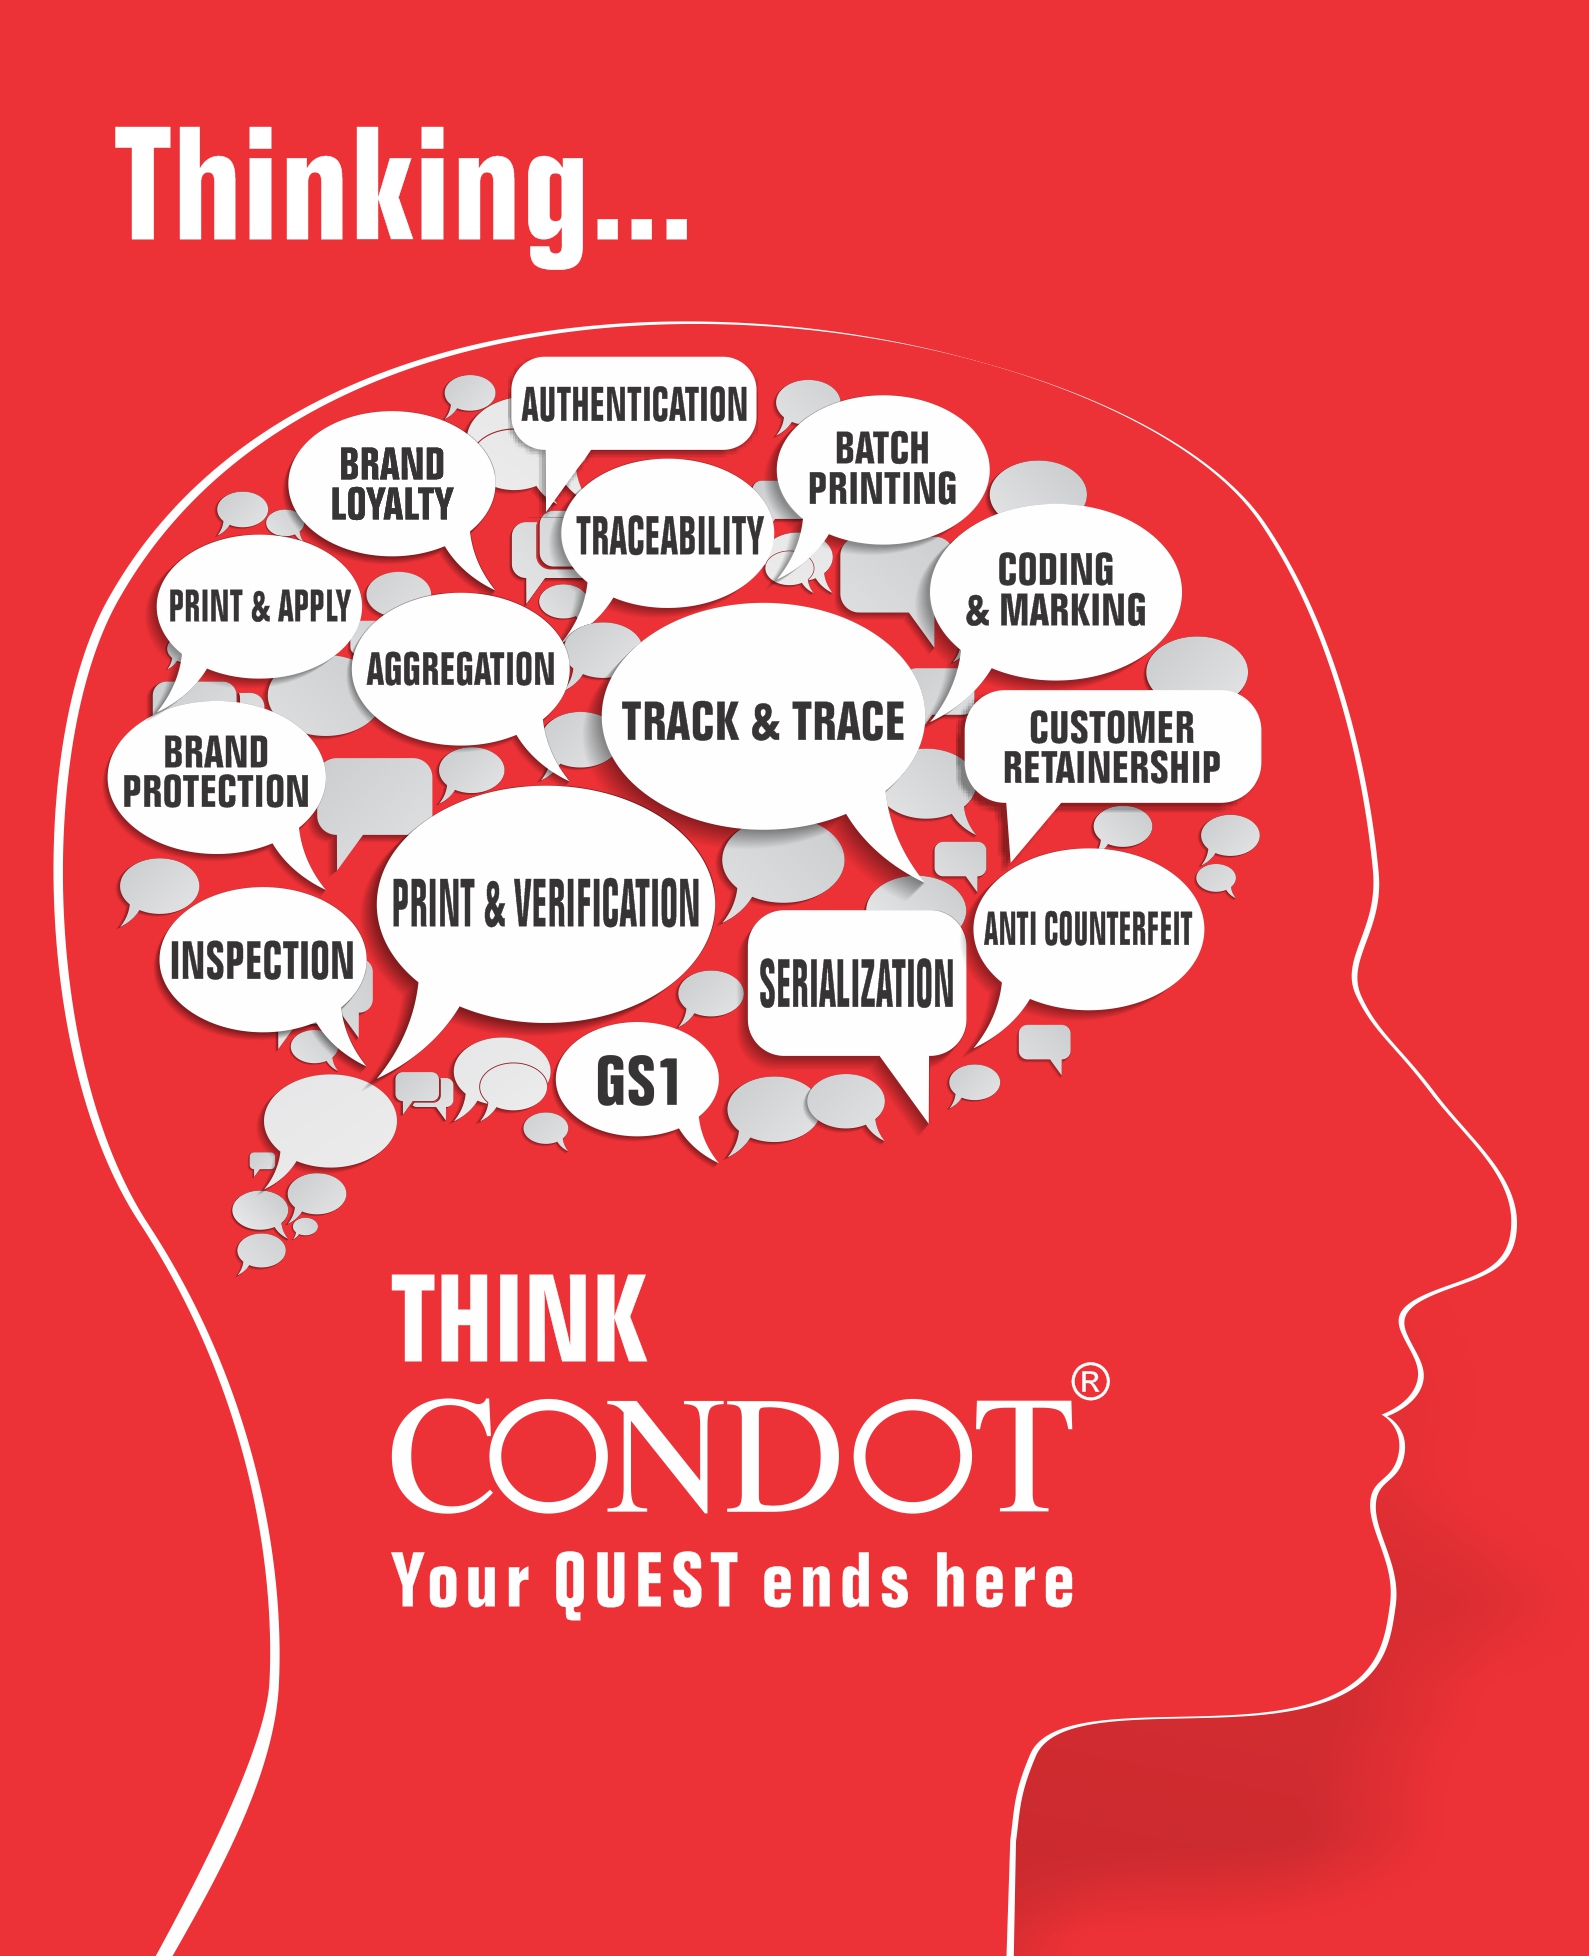 Thinking...
AUTHENTICATION
BRAND
LOYALTY
BATCH
PRINTING
TRACEABILITY
CODING
& MARKING
PRINT & APPLY
AGGREGATION
TRACK & TRACE
CUSTOMER
RETAINERSHIP
BRAND
PROTECTION
PRINT & VERIFICATION
ANTI COUNTERFEIT
INSPECTION
SERIALIZATION
GS1
THINK
CONDOT®
Your QUEST ends here